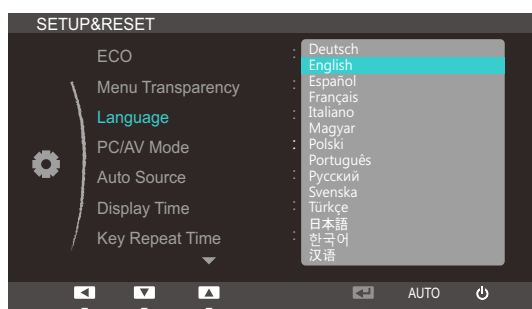 SETUP&RESET
ECO :
Menu Transparency :
Language :
PC/AV Mode :
Auto Source :
Display Time :
Key Repeat Time :
Deutsch
English
Español
Français
Italiano
Magyar
Polski
Português
Русский
Svenska
Türkçe
日本語
한국어
汉语
AUTO